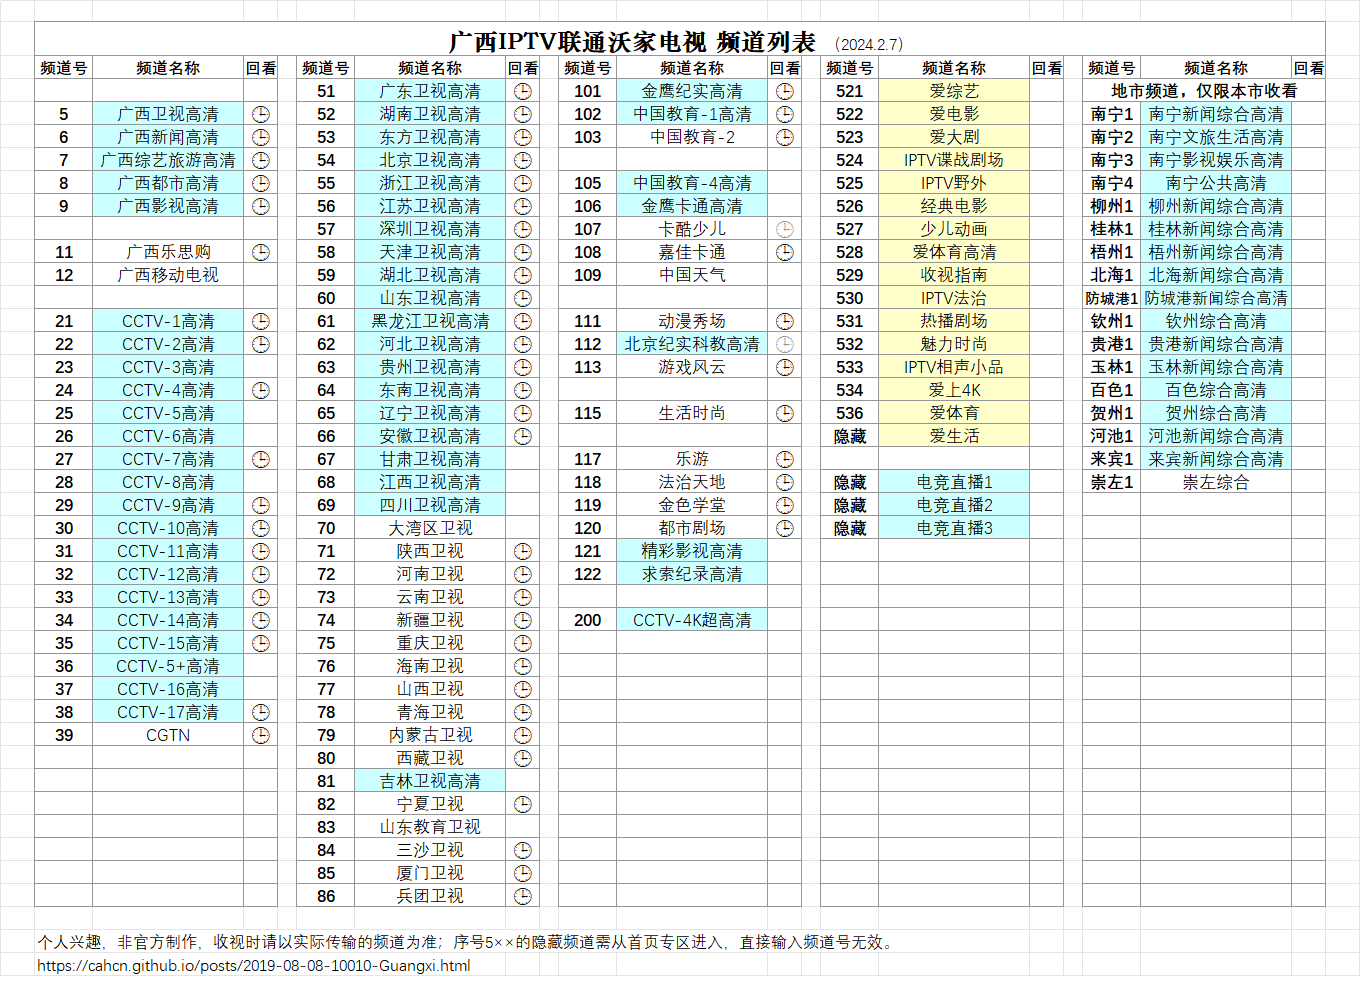 广西IPTV联通沃家电视 频道列表 （2024.2.7）
频道号 频道名称 回看 频道号 频道名称 回看 频道号 频道名称 回看 频道号 频道名称 回看 频道号 频道名称 回看
51 广东卫视高清 101 金鹰纪实高清 521 爱综艺 地市频道，仅限本市收看
5 广西卫视高清 52 湖南卫视高清 102 中国教育-1高清 522 爱电影 南宁1 南宁新闻综合高清
6 广西新闻高清 53 东方卫视高清 103 中国教育-2 523 爱大剧 南宁2 南宁文旅生活高清
7 广西综艺旅游高清 54 北京卫视高清 524 IPTV谍战剧场 南宁3 南宁影视娱乐高清
8 广西都市高清 55 浙江卫视高清 105 中国教育-4高清 525 IPTV野外 南宁4 南宁公共高清
9 广西影视高清 56 江苏卫视高清 106 金鹰卡通高清 526 经典电影 柳州1 柳州新闻综合高清
57 深圳卫视高清 107 卡酷少儿 527 少儿动画 桂林1 桂林新闻综合高清
11 广西乐思购 58 天津卫视高清 108 嘉佳卡通 528 爱体育高清 梧州1 梧州新闻综合高清
12 广西移动电视 59 湖北卫视高清 109 中国天气 529 收视指南 北海1 北海新闻综合高清
60 山东卫视高清 530 IPTV法治 防城港1 防城港新闻综合高清
21 CCTV-1高清 61 黑龙江卫视高清 111 动漫秀场 531 热播剧场 钦州1 钦州综合高清
22 CCTV-2高清 62 河北卫视高清 112 北京纪实科教高清 532 魅力时尚 贵港1 贵港新闻综合高清
23 CCTV-3高清 63 贵州卫视高清 113 游戏风云 533 IPTV相声小品 玉林1 玉林新闻综合高清
24 CCTV-4高清 64 东南卫视高清 534 爱上4K 百色1 百色综合高清
25 CCTV-5高清 65 辽宁卫视高清 115 生活时尚 536 爱体育 贺州1 贺州综合高清
26 CCTV-6高清 66 安徽卫视高清 隐藏 爱生活 河池1 河池新闻综合高清
27 CCTV-7高清 67 甘肃卫视高清 117 乐游 来宾1 来宾新闻综合高清
28 CCTV-8高清 68 江西卫视高清 118 法治天地 隐藏 电竞直播1 崇左1 崇左综合
29 CCTV-9高清 69 四川卫视高清 119 金色学堂 隐藏 电竞直播2
30 CCTV-10高清 70 大湾区卫视 120 都市剧场 隐藏 电竞直播3
31 CCTV-11高清 71 陕西卫视 121 精彩影视高清
32 CCTV-12高清 72 河南卫视 122 求索纪录高清
33 CCTV-13高清 73 云南卫视
34 CCTV-14高清 74 新疆卫视 200 CCTV-4K超高清
35 CCTV-15高清 75 重庆卫视
36 CCTV-5+高清 76 海南卫视
37 CCTV-16高清 77 山西卫视
38 CCTV-17高清 78 青海卫视
39 CGTN 79 内蒙古卫视
80 西藏卫视
81 吉林卫视高清
82 宁夏卫视
83 山东教育卫视
84 三沙卫视
85 厦门卫视
86 兵团卫视
个人兴趣，非官方制作，收视时请以实际传输的频道为准；序号5××的隐藏频道需从首页专区进入，直接输入频道号无效。
https://cahcn.github.io/posts/2019-08-08-10010-Guangxi.html